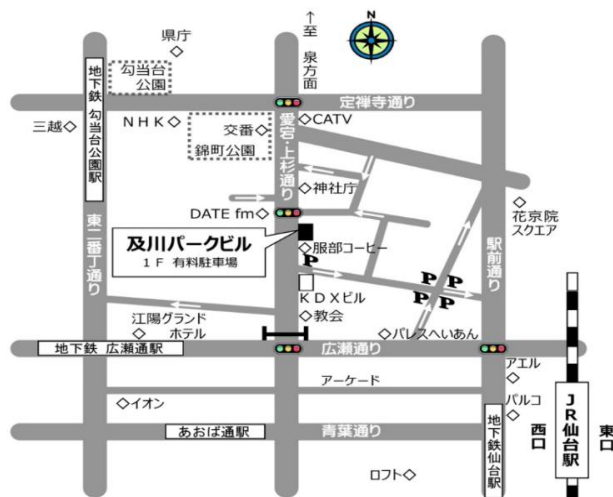 ↑至 泉方面
N
県庁
勾当台
公園
地下鉄 勾当台公園駅
定禅寺通り
三越
NHK
交番
錦町公園
CATV
愛宕・上杉通り
神社庁
花京院
スクエア
DATE fm
及川パークビル
1F 有料駐車場
服部コーヒー
東二番丁通り
駅前通り
P
P P
P P
KDXビル
教会
江陽グランド
ホテル
パレスへいあん
地下鉄 広瀬通駅
広瀬通り
アエル
アーケード
パルコ
イオン
あおば通駅
青葉通り
地下鉄仙台駅
西口
JR仙台駅
東口
ロフト